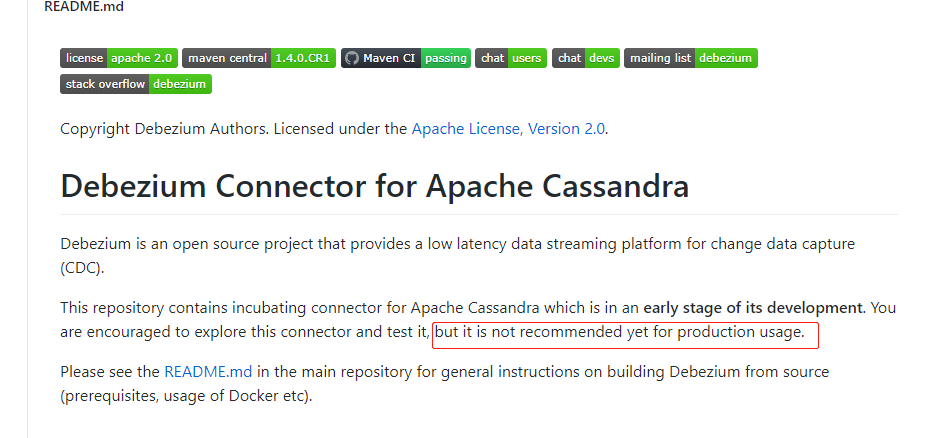 README.md
license apache 2.0 maven central 1.4.0.CR1 Maven CI passing chat users chat devs mailing list debezium
stack overflow debezium
Copyright Debezium Authors. Licensed under the Apache License, Version 2.0.
Debezium Connector for Apache Cassandra
Debezium is an open source project that provides a low latency data streaming platform for change data capture
(CDC).
This repository contains incubating connector for Apache Cassandra which is in an early stage of its development. You
are encouraged to explore this connector and test it, but it is not recommended yet for production usage.
Please see the README.md in the main repository for general instructions on building Debezium from source
(prerequisites, usage of Docker etc).